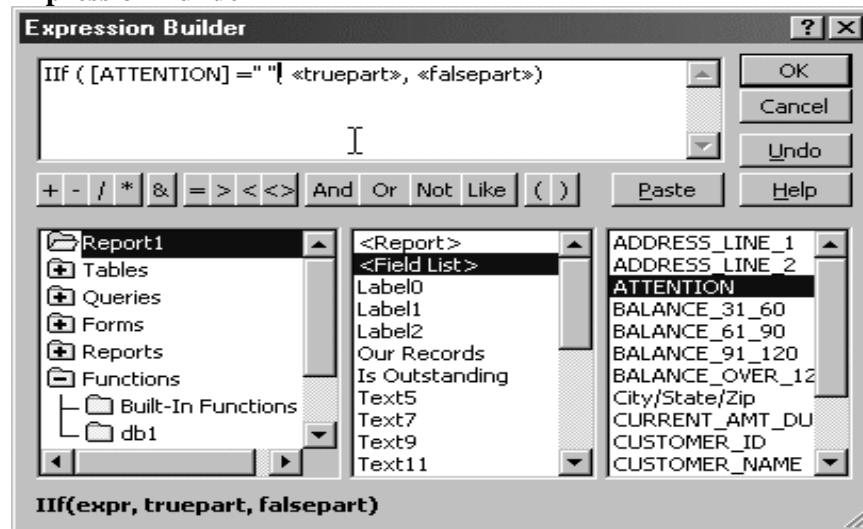 Expression Builder
IIf ( [ATTENTION] =" " «truepart», «falsepart»)
OK
Cancel
Undo
+ - / * & = > < <> And Or Not Like ( ) Paste Help
Report1
Tables
Queries
Forms
Reports
Functions
Built-In Functions
db1
<Report>
<Field List>
Label0
Label1
Label2
Our Records
Is Outstanding
Text5
Text7
Text9
Text11
ADDRESS_LINE_1
ADDRESS_LINE_2
ATTENTION
BALANCE_31_60
BALANCE_61_90
BALANCE_91_120
BALANCE_OVER_12
City/State/Zip
CURRENT_AMT_DU
CUSTOMER_ID
CUSTOMER_NAME
IIf(expr, truepart, falsepart)